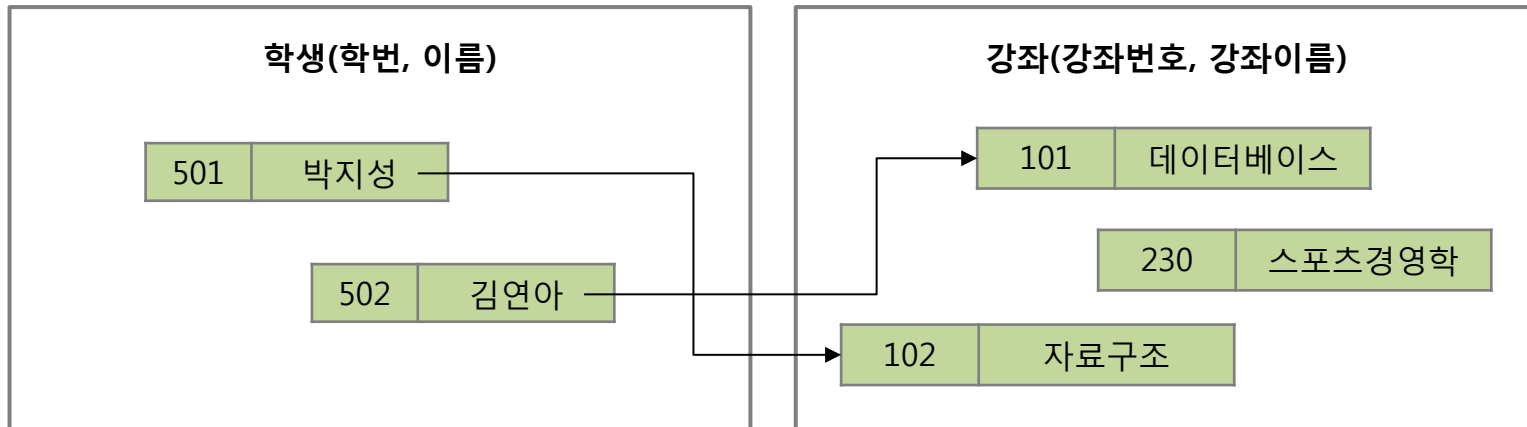 학생(학번, 이름)
501 박지성
502 김연아
강좌(강좌번호, 강좌이름)
101 데이터베이스
230 스포츠경영학
102 자료구조